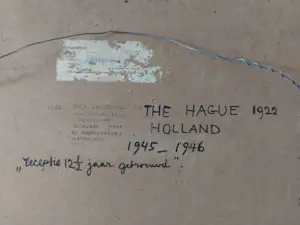 THE HAGUE 1922
HOLLAND
1945 - 1946
„receptie 12½ jaar getrouwd”.